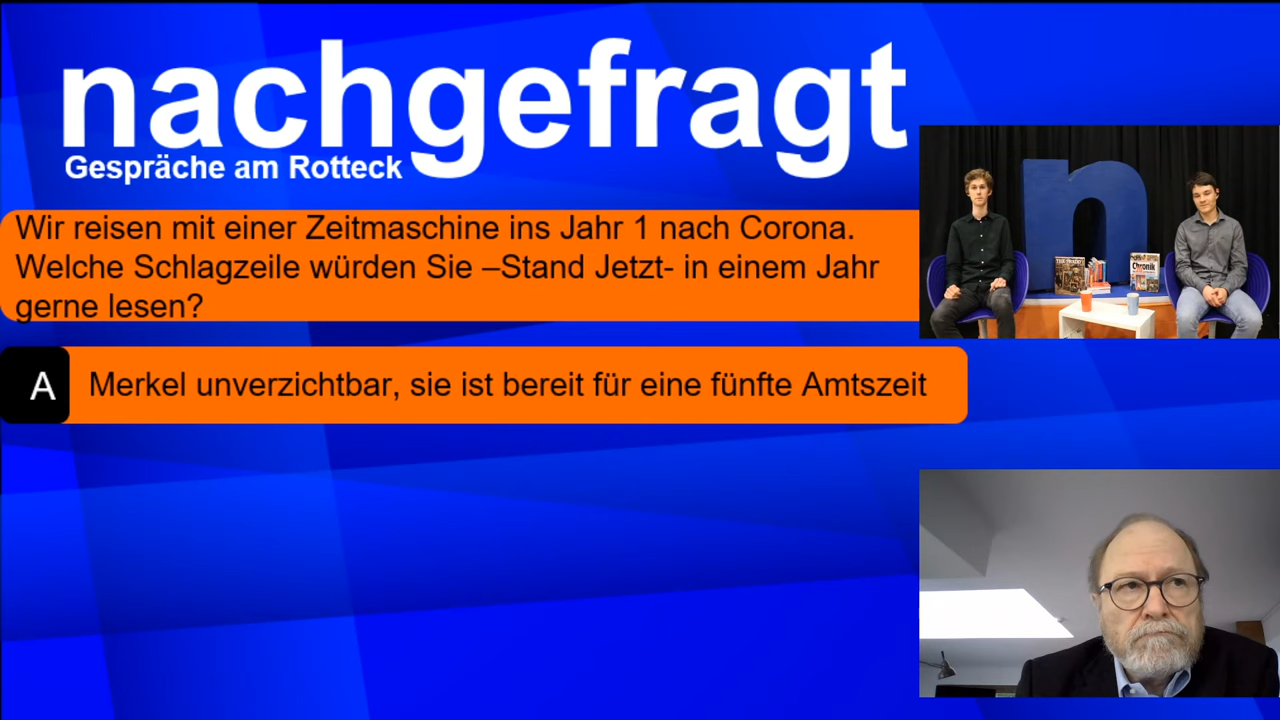 nachgefragt
Gespräche am Rotteck
Wir reisen mit einer Zeitmaschine ins Jahr 1 nach Corona.
Welche Schlagzeile würden Sie –Stand Jetzt- in einem Jahr
gerne lesen?
A Merkel unverzichtbar, sie ist bereit für eine fünfte Amtszeit
n
Chronik